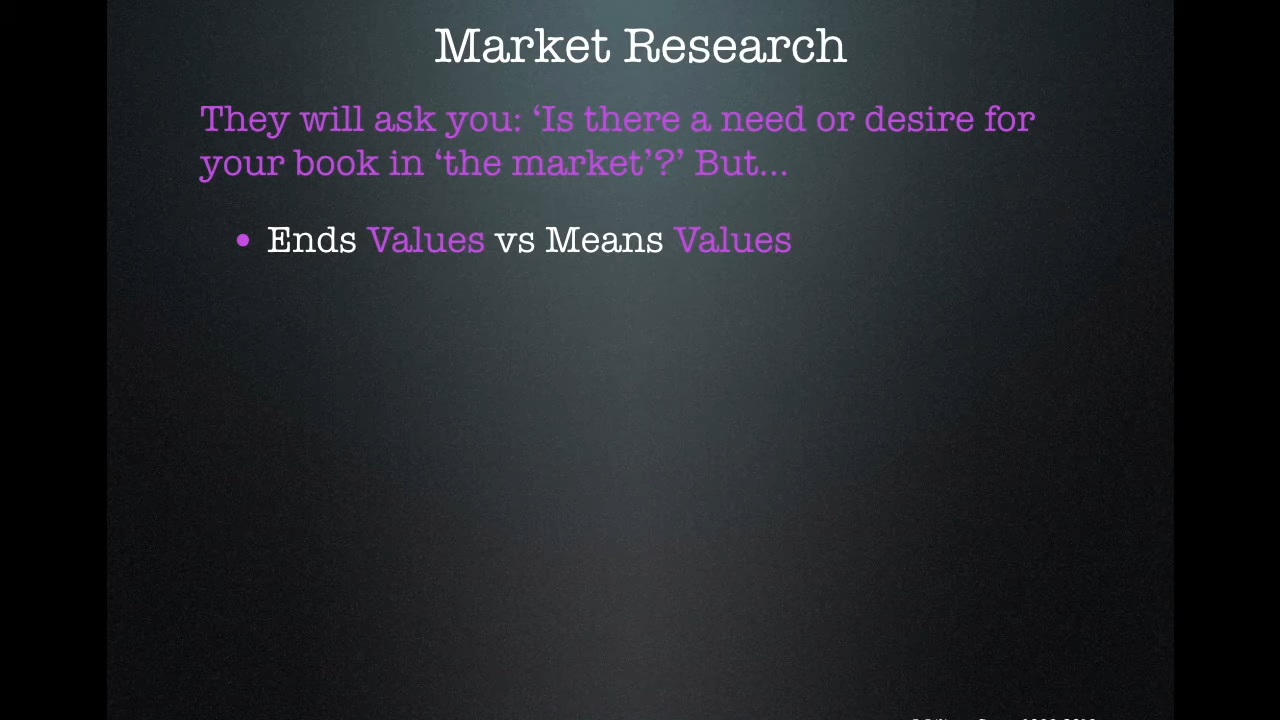 Market Research
They will ask you: ‘Is there a need or desire for
your book in ‘the market’?’ But...
• Ends Values vs Means Values